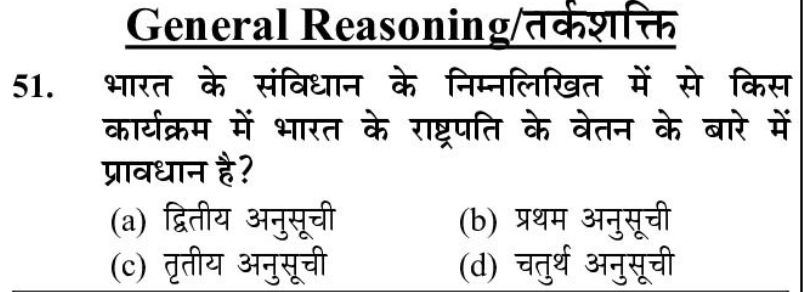 General Reasoning/तर्कशक्ति
51. भारत के संविधान के निम्नलिखित में से किस
कार्यक्रम में भारत के राष्ट्रपति के वेतन के बारे में
प्रावधान है?
(a) द्वितीय अनुसूची (b) प्रथम अनुसूची
(c) तृतीय अनुसूची (d) चतुर्थ अनुसूची